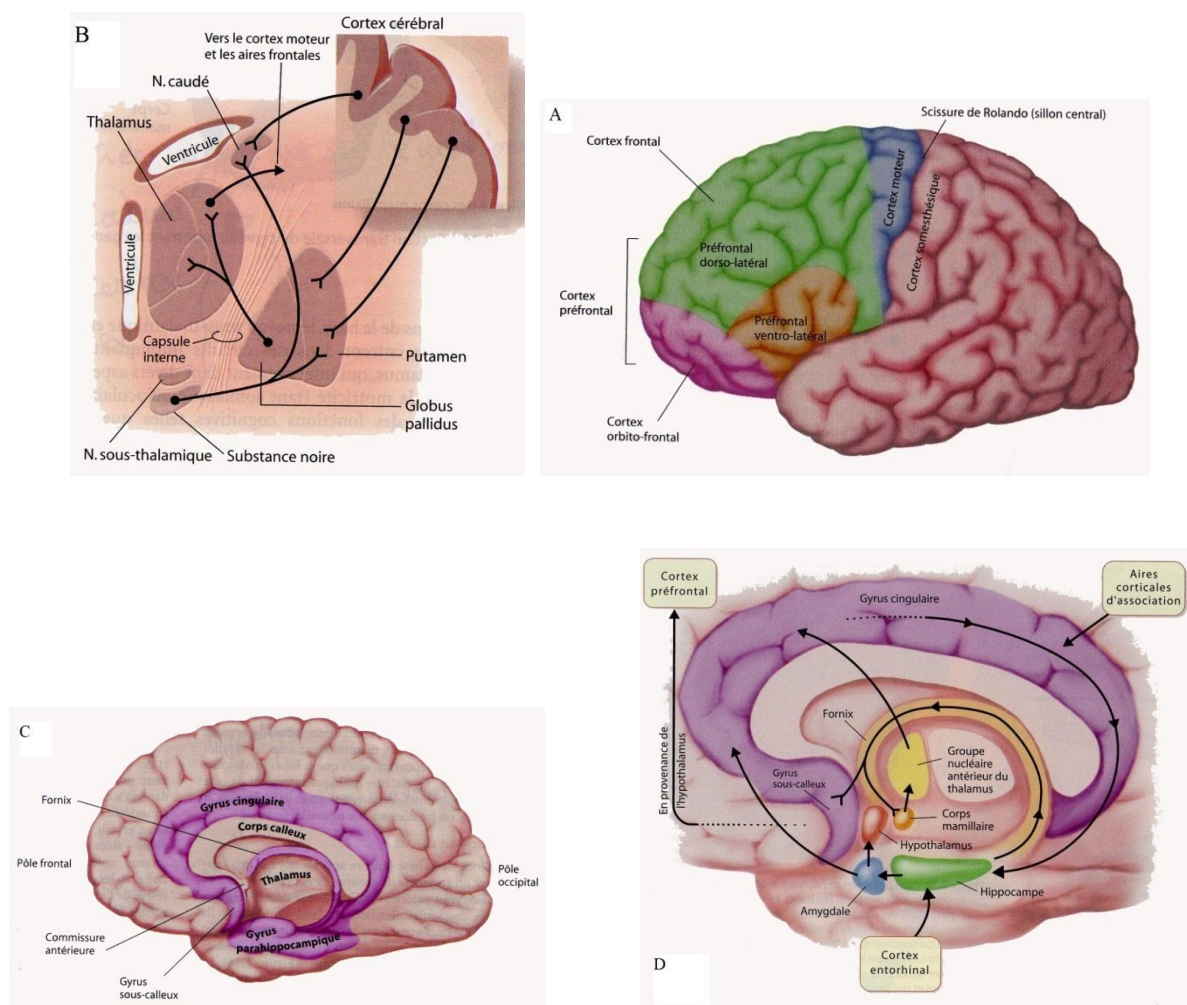 B
Cortex cérébral
Vers le cortex moteur
et les aires frontales
N. caudé
Thalamus
Ventricule
Ventricule
Capsule
interne
Putamen
Globus
pallidus
N. sous-thalamique
Substance noire
A
Scissure de Rolando (sillon central)
Cortex frontal
Cortex moteur
Cortex somesthésique
Préfrontal
dorso-latéral
Cortex
préfrontal
Préfrontal
ventro-latéral
Cortex
orbito-frontal
C
Fornix
Gyrus cingulaire
Corps calleux
Pôle frontal
Thalamus
Pôle
occipital
Gyrus
parahippocampique
Commissure
antérieure
Gyrus
sous-calleux
Cortex
préfrontal
Gyrus cingulaire
Aires
corticales
d'association
En provenance de
l'hypothalamus
Fornix
Groupe
nucléaire
antérieur du
thalamus
Gyrus
sous-calleux
Corps
mamillaire
Hypothalamus
Amygdale
Hippocampe
Cortex
entorhinal
D